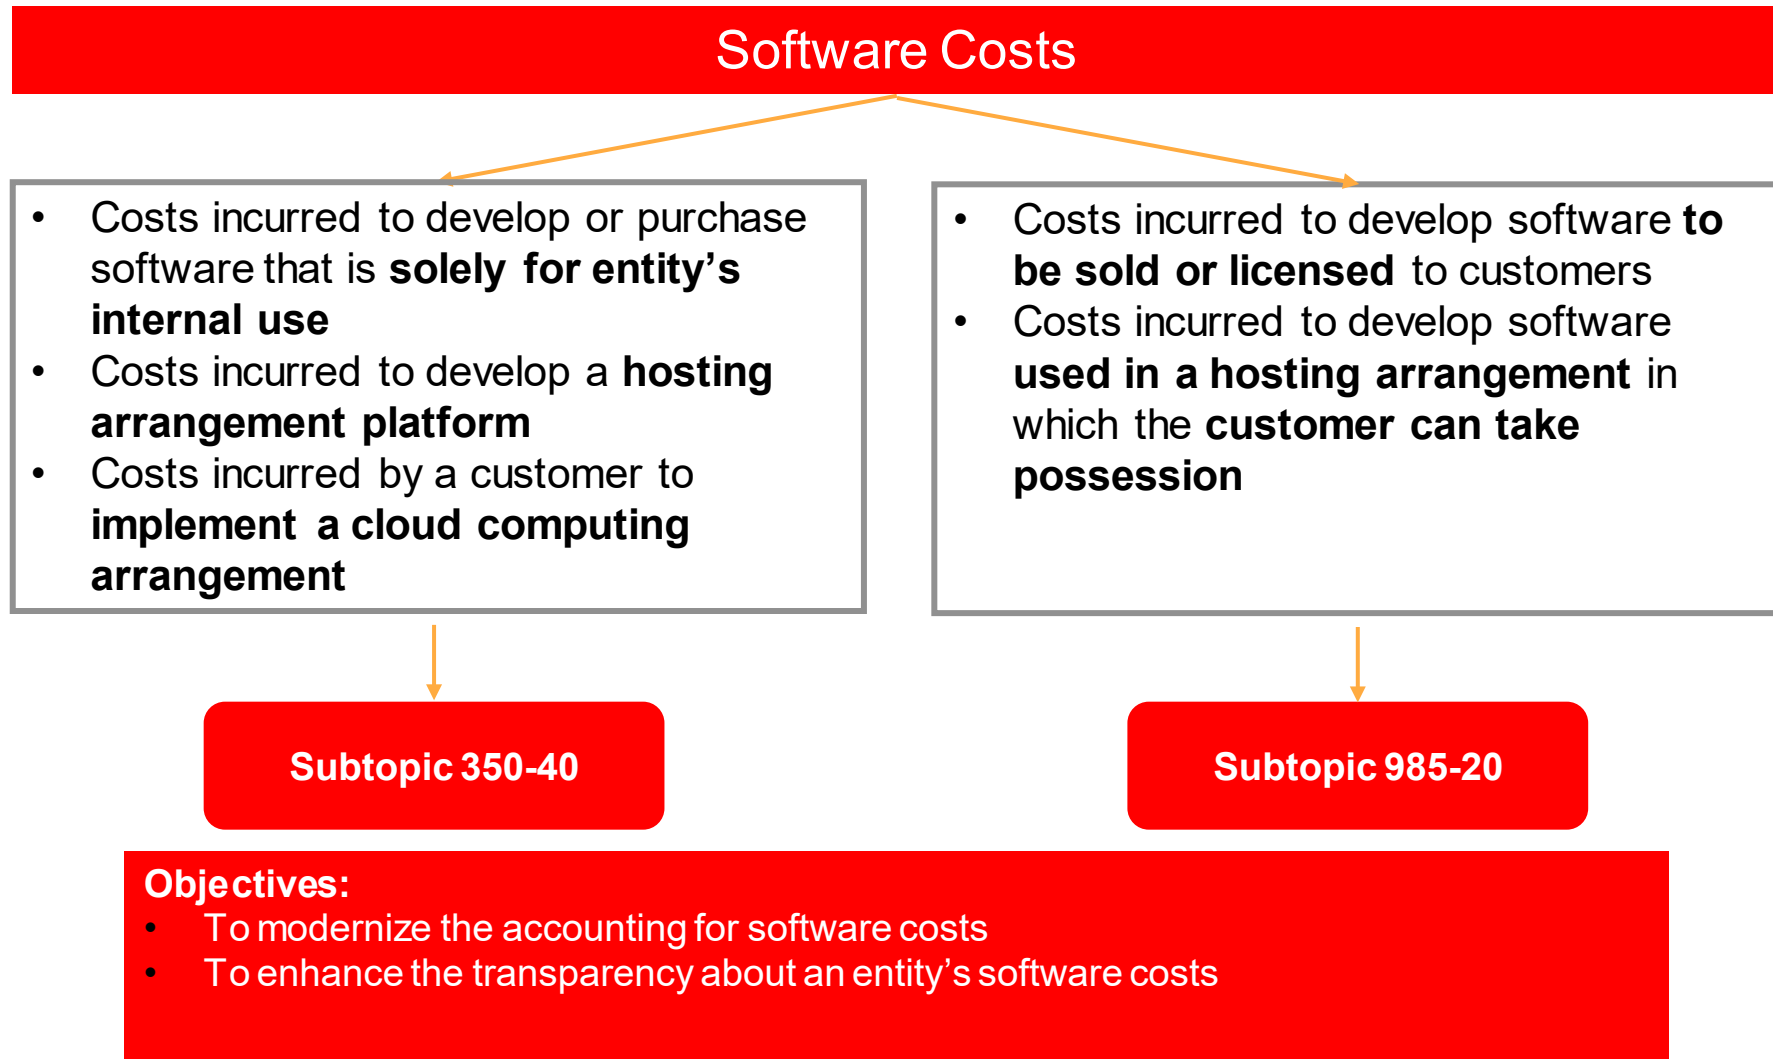 Software Costs
• Costs incurred to develop or purchase
software that is solely for entity’s
internal use
• Costs incurred to develop a hosting
arrangement platform
• Costs incurred by a customer to
implement a cloud computing
arrangement
• Costs incurred to develop software to
be sold or licensed to customers
• Costs incurred to develop software
used in a hosting arrangement in
which the customer can take
possession
Subtopic 350-40
Subtopic 985-20
Objectives:
• To modernize the accounting for software costs
• To enhance the transparency about an entity’s software costs